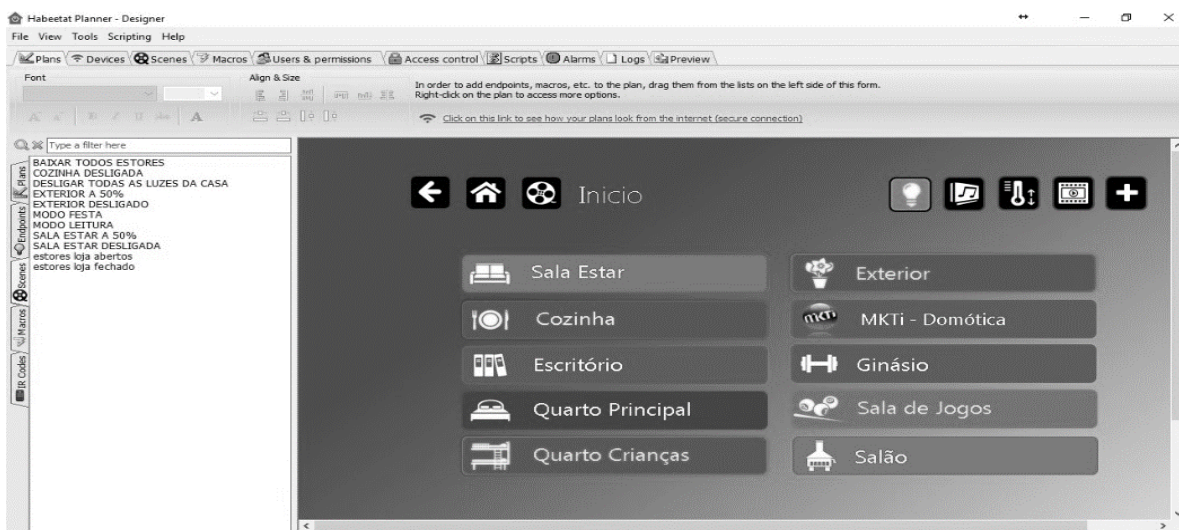 Habeetat Planner - Designer
File View Tools Scripting Help
Plans Devices Scenes Macros Users & permissions Access control Scripts Alarms Logs Preview
Font
Align & Size
In order to add endpoints, macros, etc. to the plan, drag them from the lists on the left side of this form.
Right-click on the plan to access more options.
Click on this link to see how your plans look from the internet (secure connection)
Type a filter here
Plans
Endpoints
Scenes
Macros
IR Codes
BAIXAR TODOS ESTORES
COZINHA DESLIGADA
DESLIGAR TODAS AS LUZES DA CASA
EXTERIOR A 50%
EXTERIOR DESLIGADO
MODO FESTA
MODO LEITURA
SALA ESTAR A 50%
SALA ESTAR DESLIGADA
estores loja abertos
estores loja fechado
Inicio
Sala Estar
Cozinha
Escritório
Quarto Principal
Quarto Crianças
Exterior
MKTi - Domótica
Ginásio
Sala de Jogos
Salão